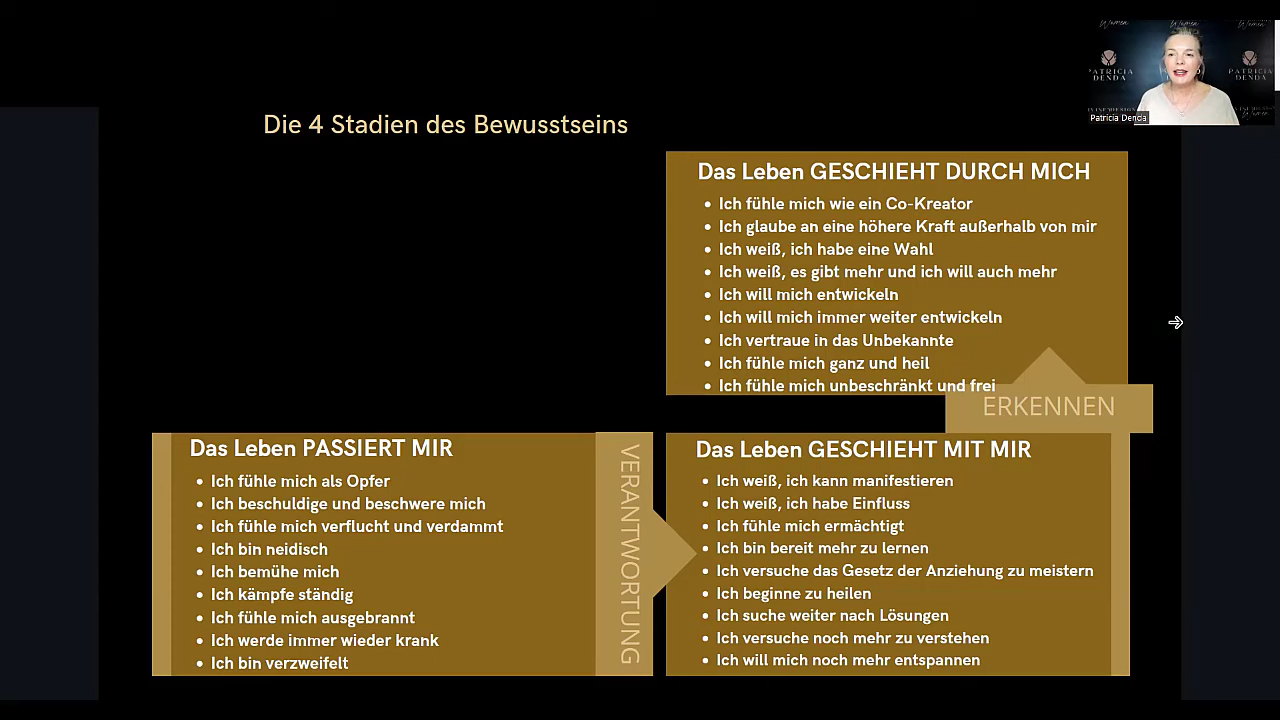 Women
Women
PATRICIA
DENDA
PATRICIA
DENDA
Patricia Denda
Die 4 Stadien des Bewusstseins
Das Leben GESCHIEHT DURCH MICH
• Ich fühle mich wie ein Co-Kreator
• Ich glaube an eine höhere Kraft außerhalb von mir
• Ich weiß, ich habe eine Wahl
• Ich weiß, es gibt mehr und ich will auch mehr
• Ich will mich entwickeln
• Ich will mich immer weiter entwickeln
• Ich vertraue in das Unbekannte
• Ich fühle mich ganz und heil
• Ich fühle mich unbeschränkt und frei
ERKENNEN
Das Leben PASSIERT MIR
• Ich fühle mich als Opfer
• Ich beschuldige und beschwere mich
• Ich fühle mich verflucht und verdammt
• Ich bin neidisch
• Ich bemühe mich
• Ich kämpfe ständig
• Ich fühle mich ausgebrannt
• Ich werde immer wieder krank
• Ich bin verzweifelt
VERANTWORTUNG
Das Leben GESCHIEHT MIT MIR
• Ich weiß, ich kann manifestieren
• Ich weiß, ich habe Einfluss
• Ich fühle mich ermächtigt
• Ich bin bereit mehr zu lernen
• Ich versuche das Gesetz der Anziehung zu meistern
• Ich beginne zu heilen
• Ich suche weiter nach Lösungen
• Ich versuche noch mehr zu verstehen
• Ich will mich noch mehr entspannen